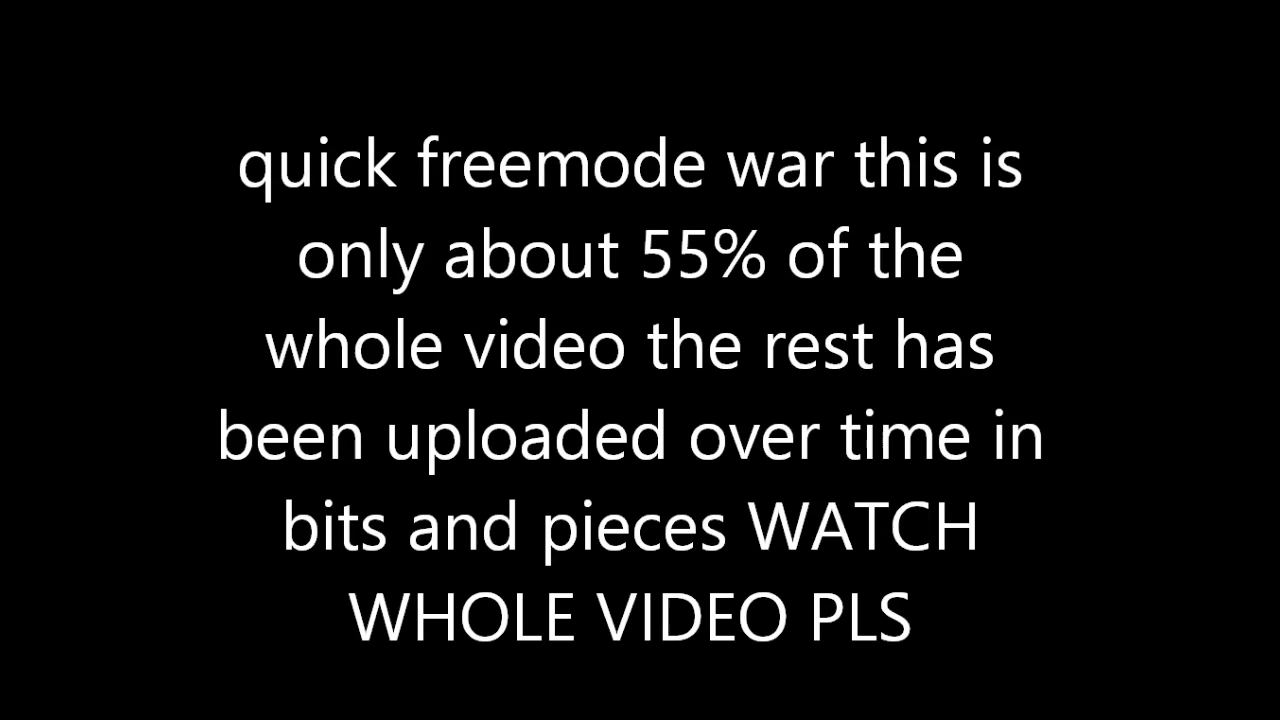 quick freemode war this is
only about 55% of the
whole video the rest has
been uploaded over time in
bits and pieces WATCH
WHOLE VIDEO PLS